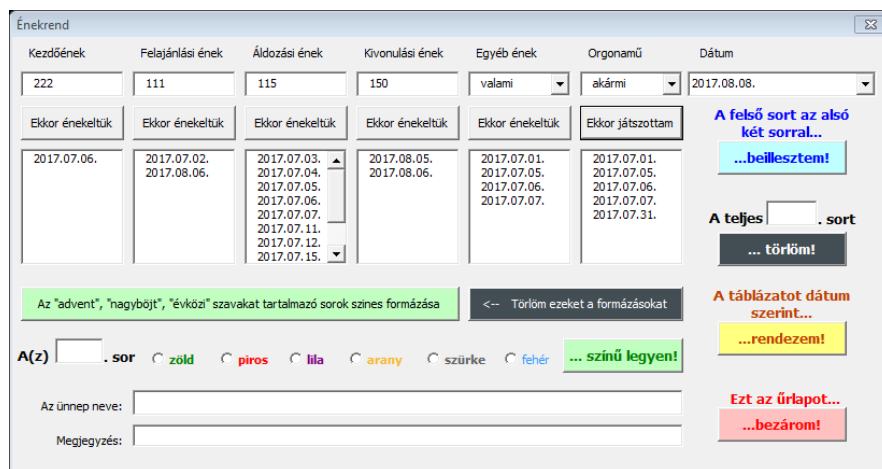 Énekrend
Kezdőének Felajánlási ének Áldozási ének Kivonulási ének Egyéb ének Orgonamű Dátum
222 111 115 150 valami akármi 2017.08.08.
Ekkor énekeltük Ekkor énekeltük Ekkor énekeltük Ekkor énekeltük Ekkor énekeltük Ekkor játszottam
A felső sort az alsó
két sorral...
...beillesztem!
2017.07.06.
2017.07.02.
2017.08.06.
2017.07.03.
2017.07.04.
2017.07.05.
2017.07.06.
2017.07.07.
2017.07.11.
2017.07.12.
2017.07.15.
2017.08.05.
2017.08.06.
2017.07.01.
2017.07.05.
2017.07.06.
2017.07.07.
2017.07.01.
2017.07.05.
2017.07.06.
2017.07.07.
2017.07.31.
A teljes . sort
... törlöm!
Az "advent", "nagyböjt", "évközi" szavakat tartalmazó sorok szines formázása
<-- Törlöm ezeket a formázásokat
A táblázatot dátum
szerint...
...rendezem!
A(z) . sor zöld piros lila arany szürke fehér ... színű legyen!
Az ünnep neve:
Megjegyzés:
Ezt az űrlapot...
...bezárom!